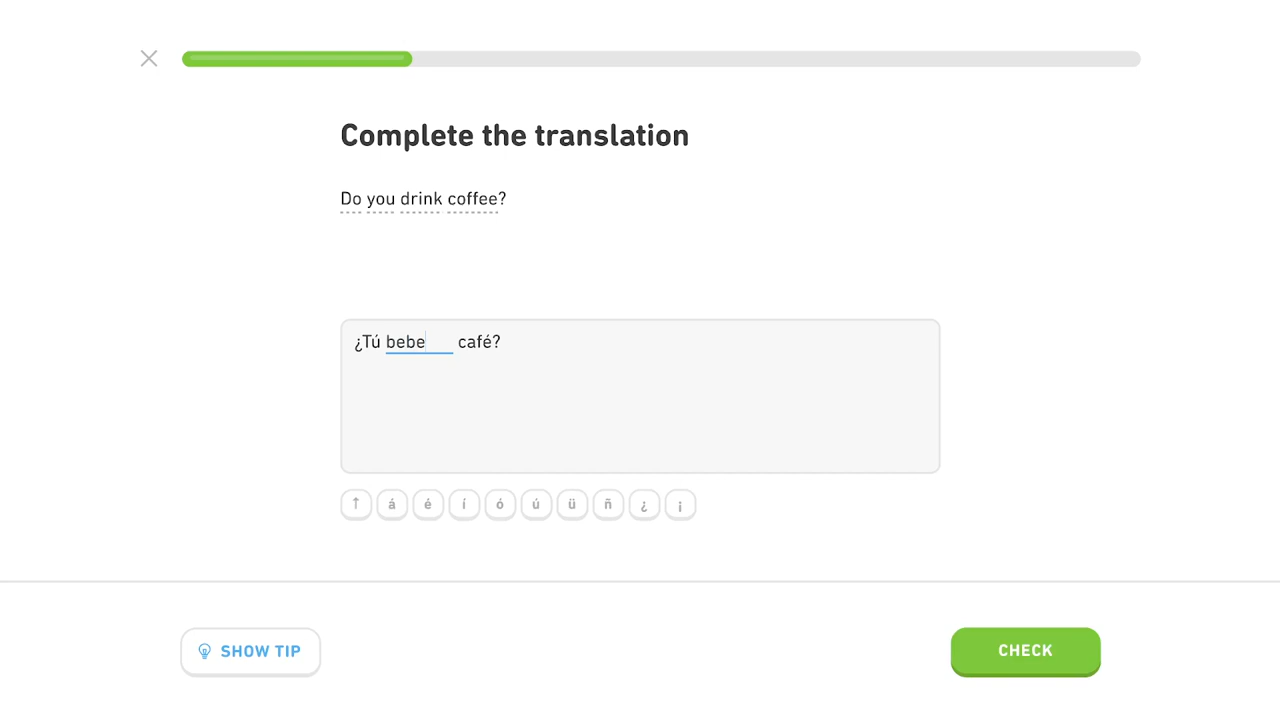 Complete the translation
Do you drink coffee?
¿Tú bebe café?
↑ á é í ó ú ü ñ ¿ ¡
SHOW TIP
CHECK